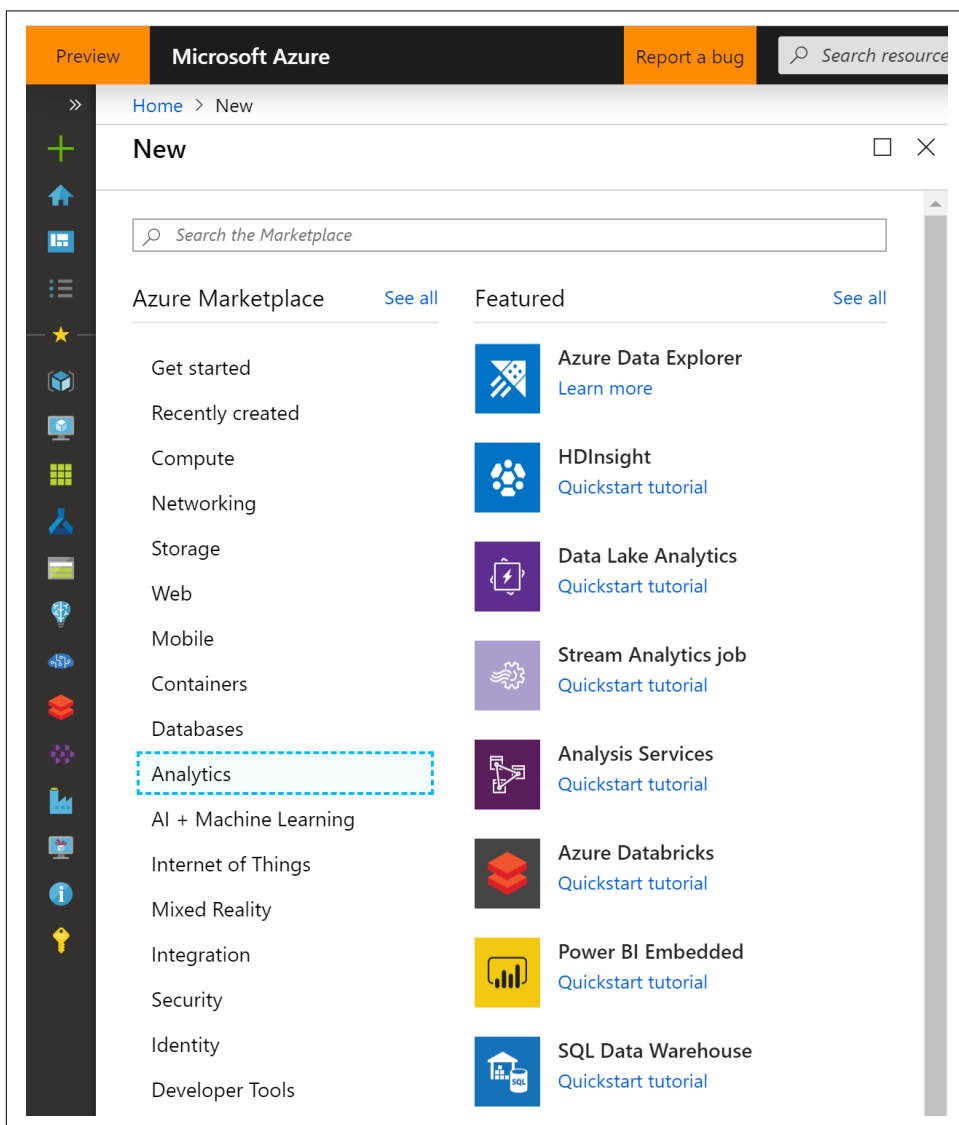 Preview
Microsoft Azure
Report a bug
Search resource
Home > New
New
Search the Marketplace
Azure Marketplace
See all
Get started
Recently created
Compute
Networking
Storage
Web
Mobile
Containers
Databases
Analytics
AI + Machine Learning
Internet of Things
Mixed Reality
Integration
Security
Identity
Developer Tools
Featured
See all
Azure Data Explorer
Learn more
HDInsight
Quickstart tutorial
Data Lake Analytics
Quickstart tutorial
Stream Analytics job
Quickstart tutorial
Analysis Services
Quickstart tutorial
Azure Databricks
Quickstart tutorial
Power BI Embedded
Quickstart tutorial
SQL Data Warehouse
Quickstart tutorial
SQL